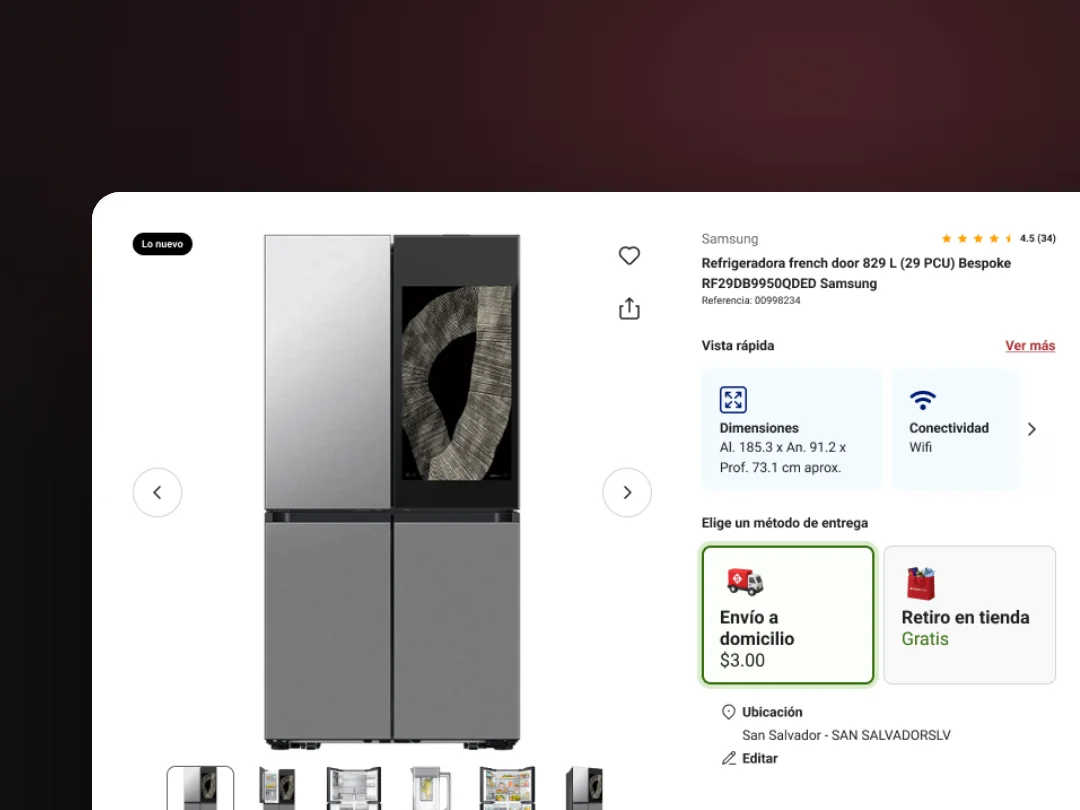 Lo nuevo
Samsung
4.5 (34)
Refrigeradora french door 829 L (29 PCU) Bespoke
RF29DB9950QDED Samsung
Referencia: 00998234
Vista rápida
Ver más
Dimensiones
Al. 185.3 x An. 91.2 x
Prof. 73.1 cm aprox.
Conectividad
Wifi
Elige un método de entrega
Envío a
domicilio
$3.00
Retiro en tienda
Gratis
Ubicación
San Salvador - SAN SALVADORSLV
Editar